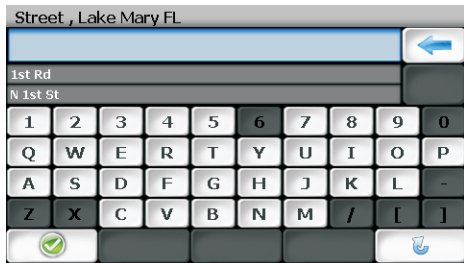 Street , Lake Mary FL
1st Rd
N 1st St
1 2 3 4 5 6 7 8 9 0
Q W E R T Y U I O P
A S D F G H J K L -
Z X C V B N M / [ ]